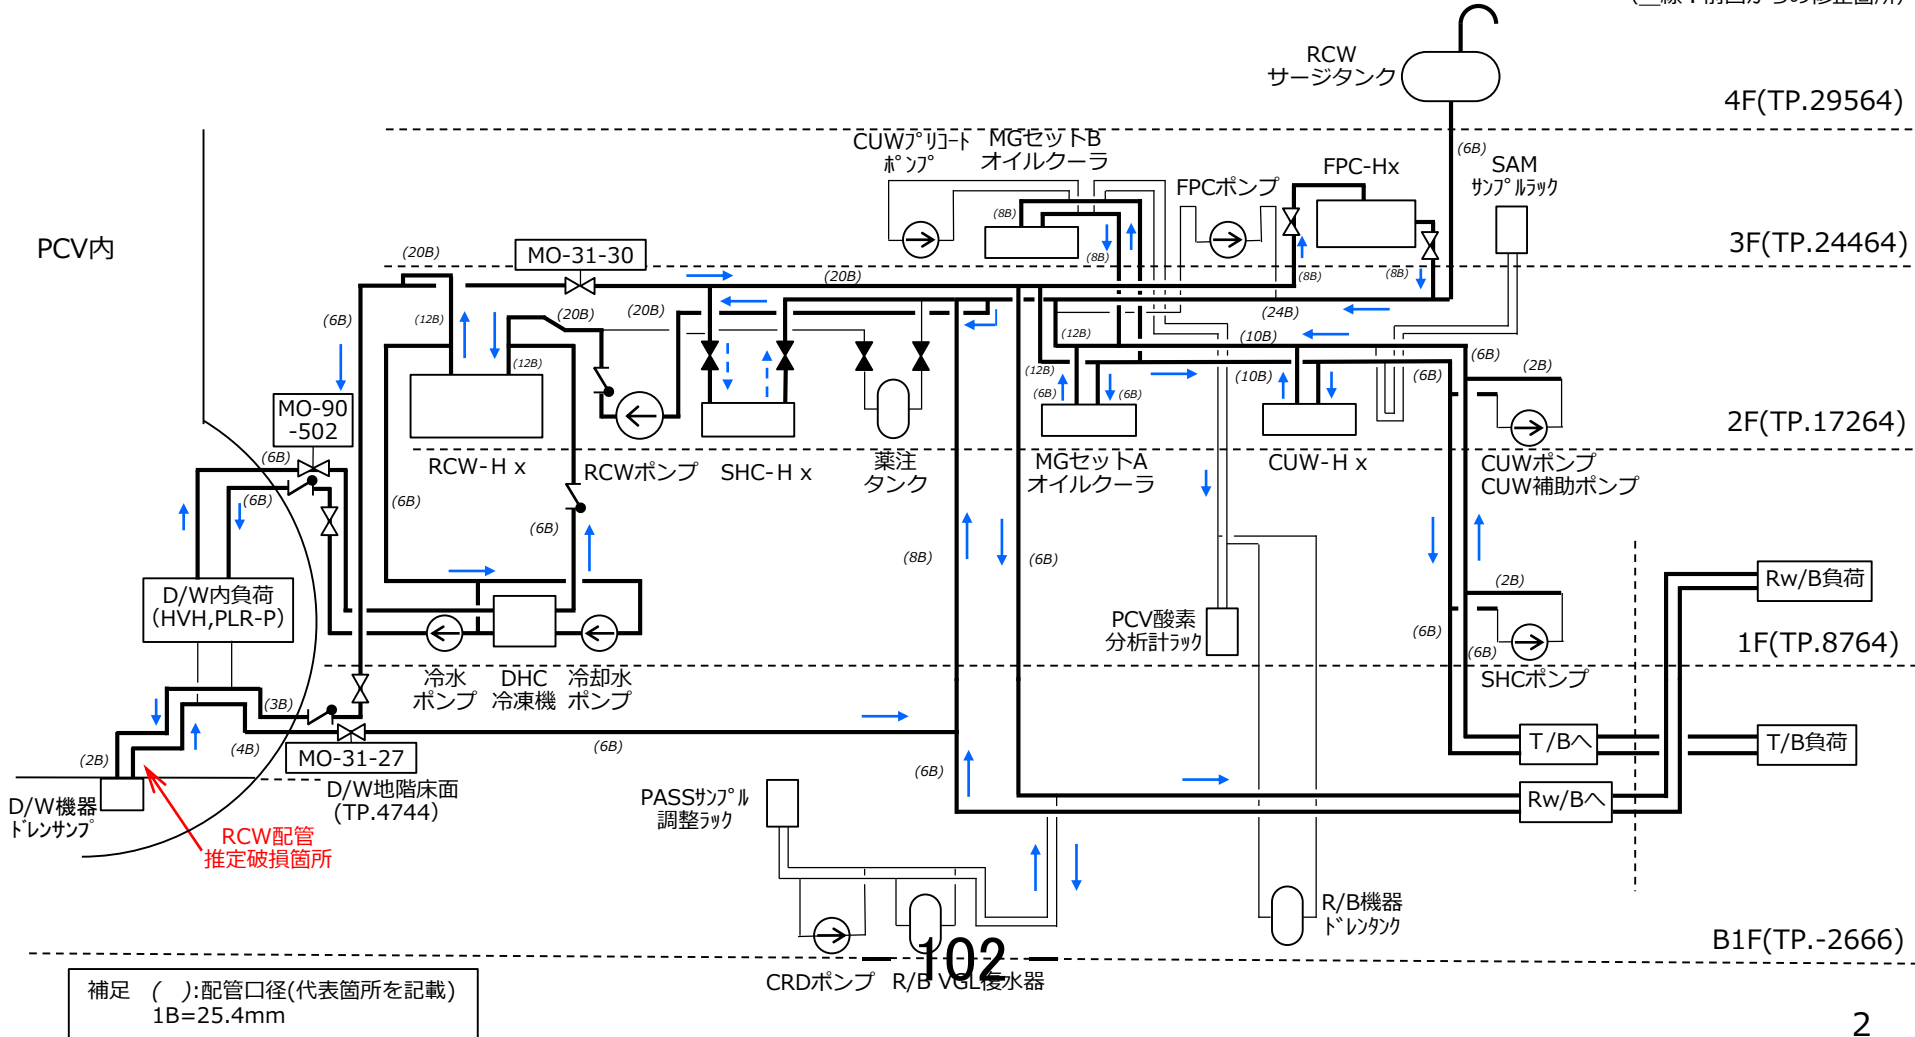 RCW
サージタンク
4F(TP.29564)
CUWプリコート
ポンプ
MGセットB
オイルクーラ
(6B)
FPC-Hx
SAM
サンプルラック
FPCポンプ
(8B)
PCV内
3F(TP.24464)
(20B)
MO-31-30
(8B)
(20B)
(8B)
(8B)
(6B)
(12B)
(20B)
(20B)
(24B)
(12B)
(10B)
(6B)
(12B)
(12B)
(10B)
(6B)
(2B)
(6B)
(6B)
MO-90
-502
2F(TP.17264)
(6B)
RCW-H x
RCWポンプ
SHC-H x
薬注
タンク
MGセットA
オイルクーラ
CUW-H x
CUWポンプ
CUW補助ポンプ
(6B)
(6B)
(6B)
(8B)
(6B)
D/W内負荷
(HVH,PLR-P)
(2B)
Rw/B負荷
PCV酸素
分析計ラック
(6B)
(6B)
1F(TP.8764)
冷水
ポンプ
DHC
冷凍機
冷却水
ポンプ
SHCポンプ
(3B)
(4B)
(6B)
T/Bへ
T/B負荷
MO-31-27
(2B)
(6B)
D/W地階床面
(TP.4744)
D/W機器
ドレンサンプ
PASSサンプル
調整ラック
Rw/Bへ
RCW配管
推定破損箇所
R/B機器
ドレンタンク
B1F(TP.-2666)
- 102 -
CRDポンプ
R/B VGL復水器
補足 ( ):配管口径(代表箇所を記載)
1B=25.4mm
2